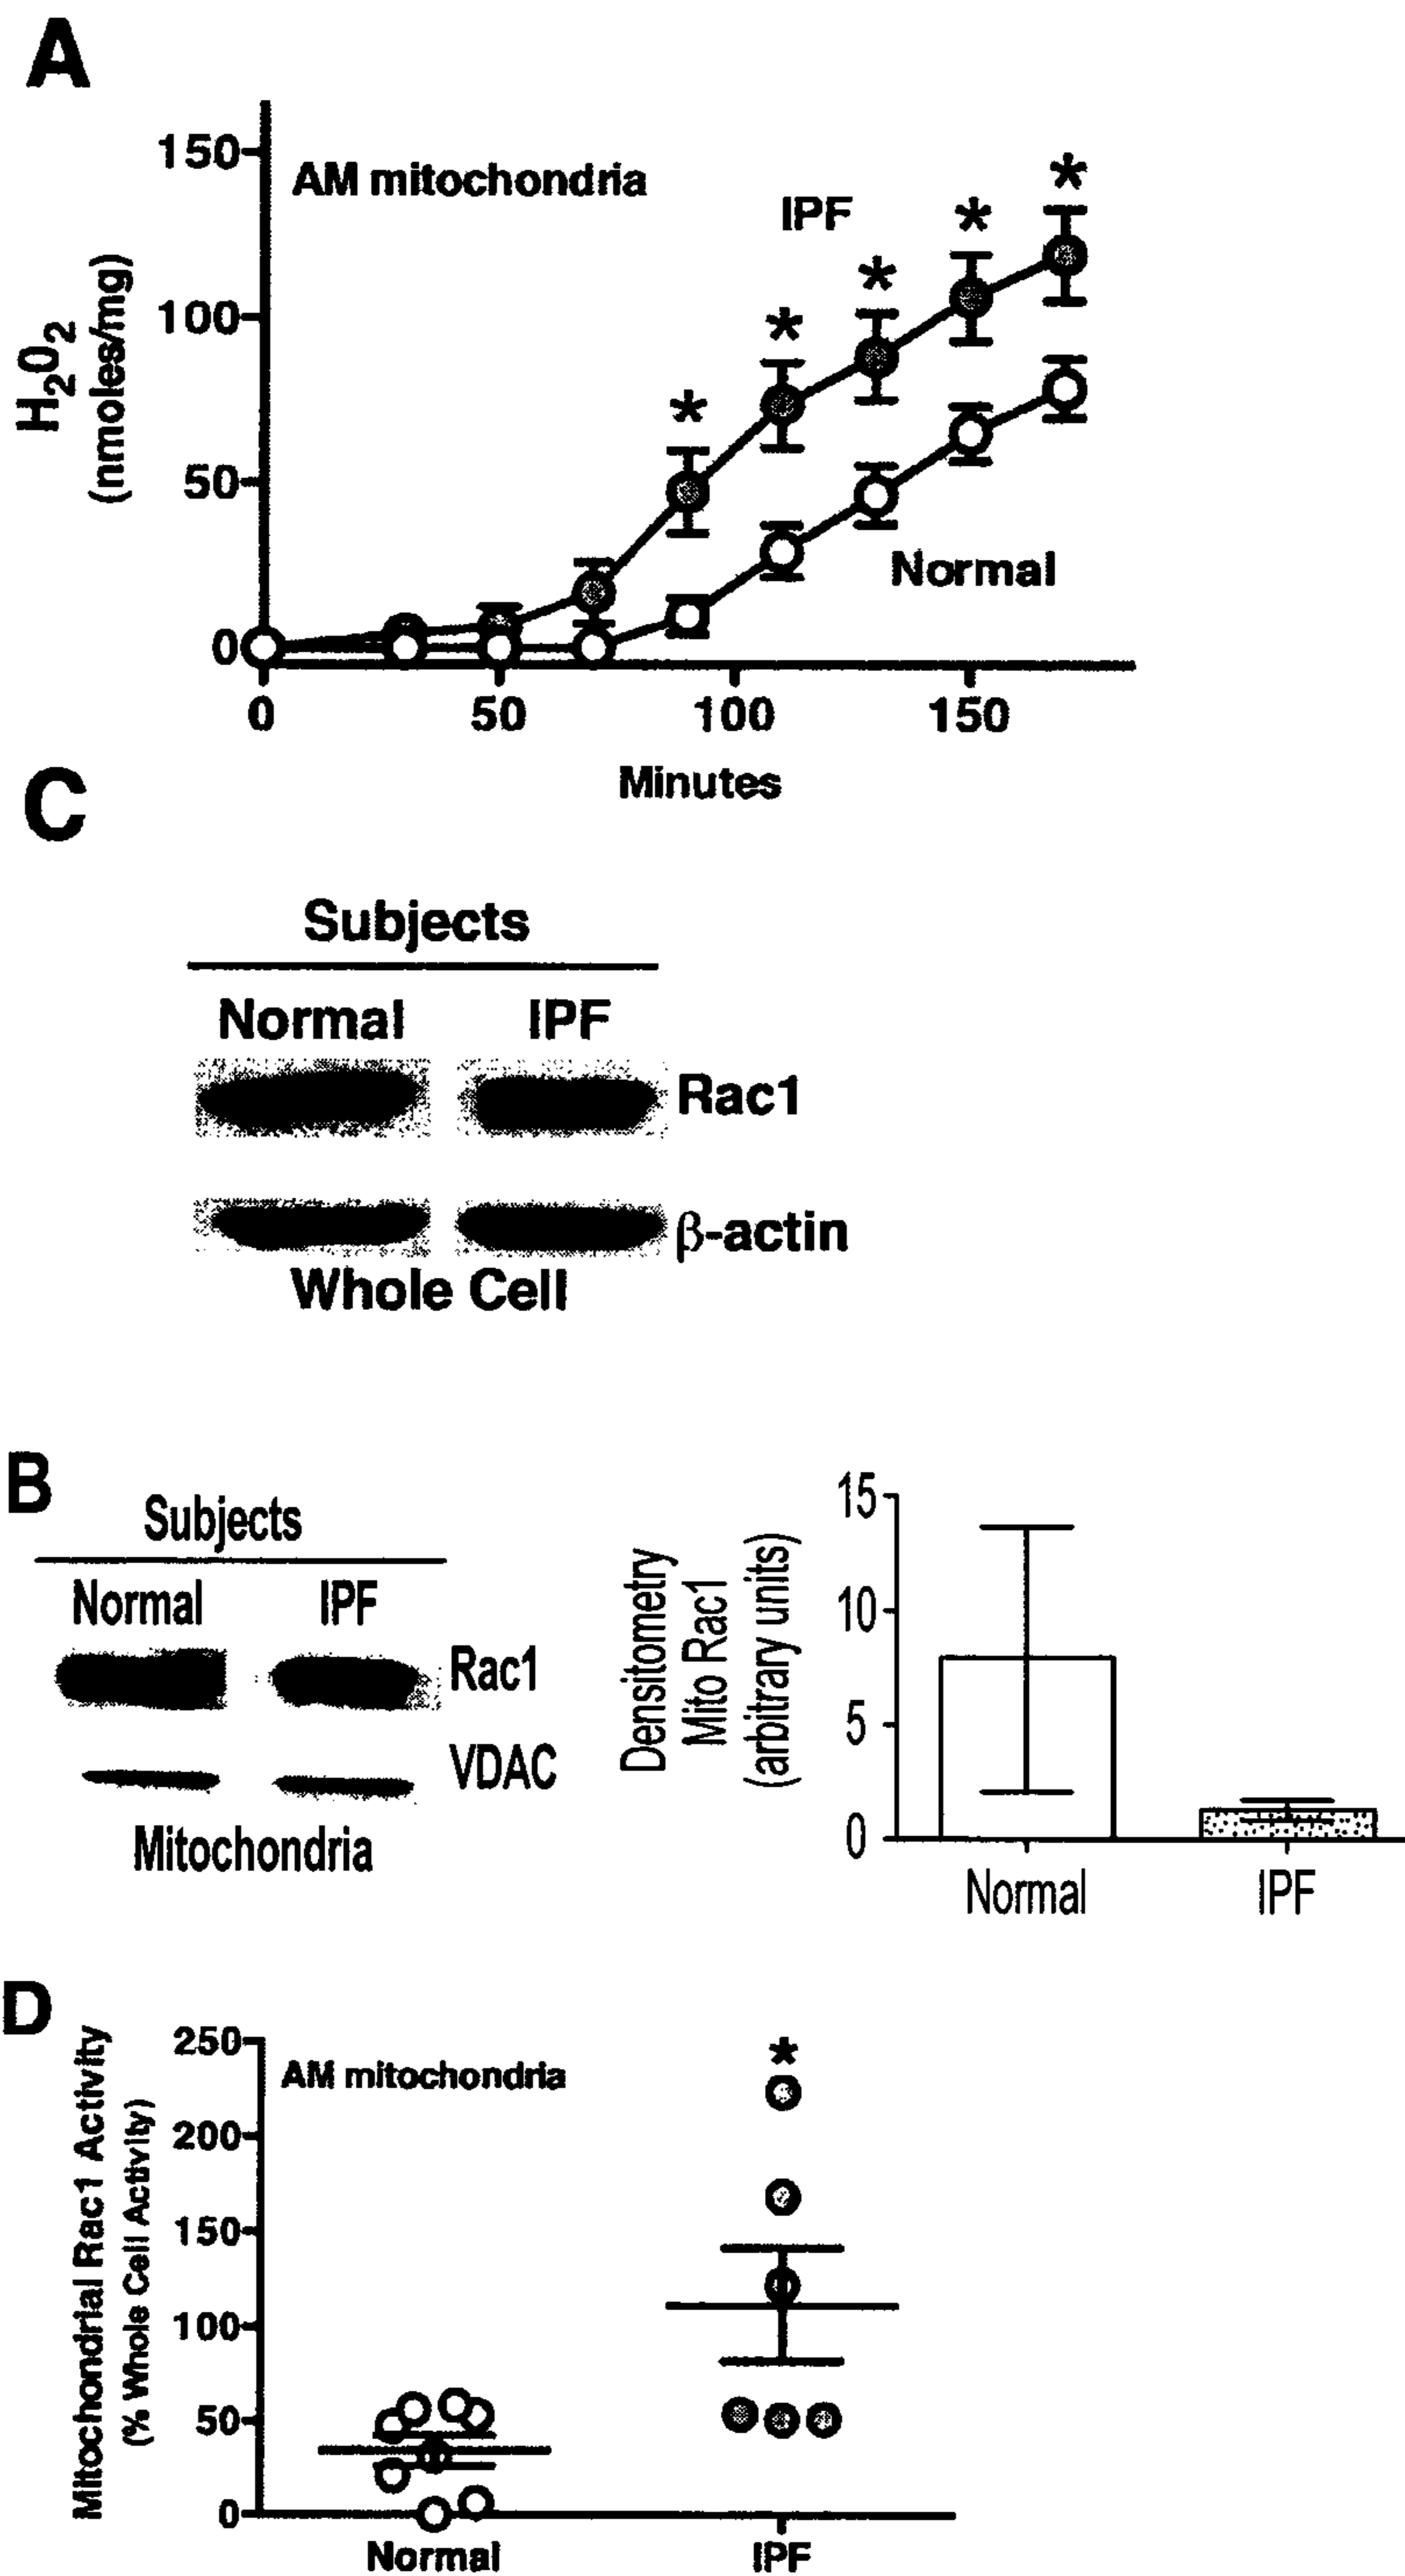 A
150
AM mitochondria
IPF
*
*
*
*
*
100
H2O2
(nmoles/mg)
50
Normal
0
0 50 100 150
Minutes
C
Subjects
Normal IPF
Rac1
β-actin
Whole Cell
B
Subjects
Normal IPF
Rac1
VDAC
Mitochondria
Densitometry
Mito Rac1
(arbitrary units)
15
10
5
0
Normal IPF
D
Mitochondrial Rac1 Activity
(% Whole Cell Activity)
250
AM mitochondria
*
200
150
100
50
0
Normal IPF